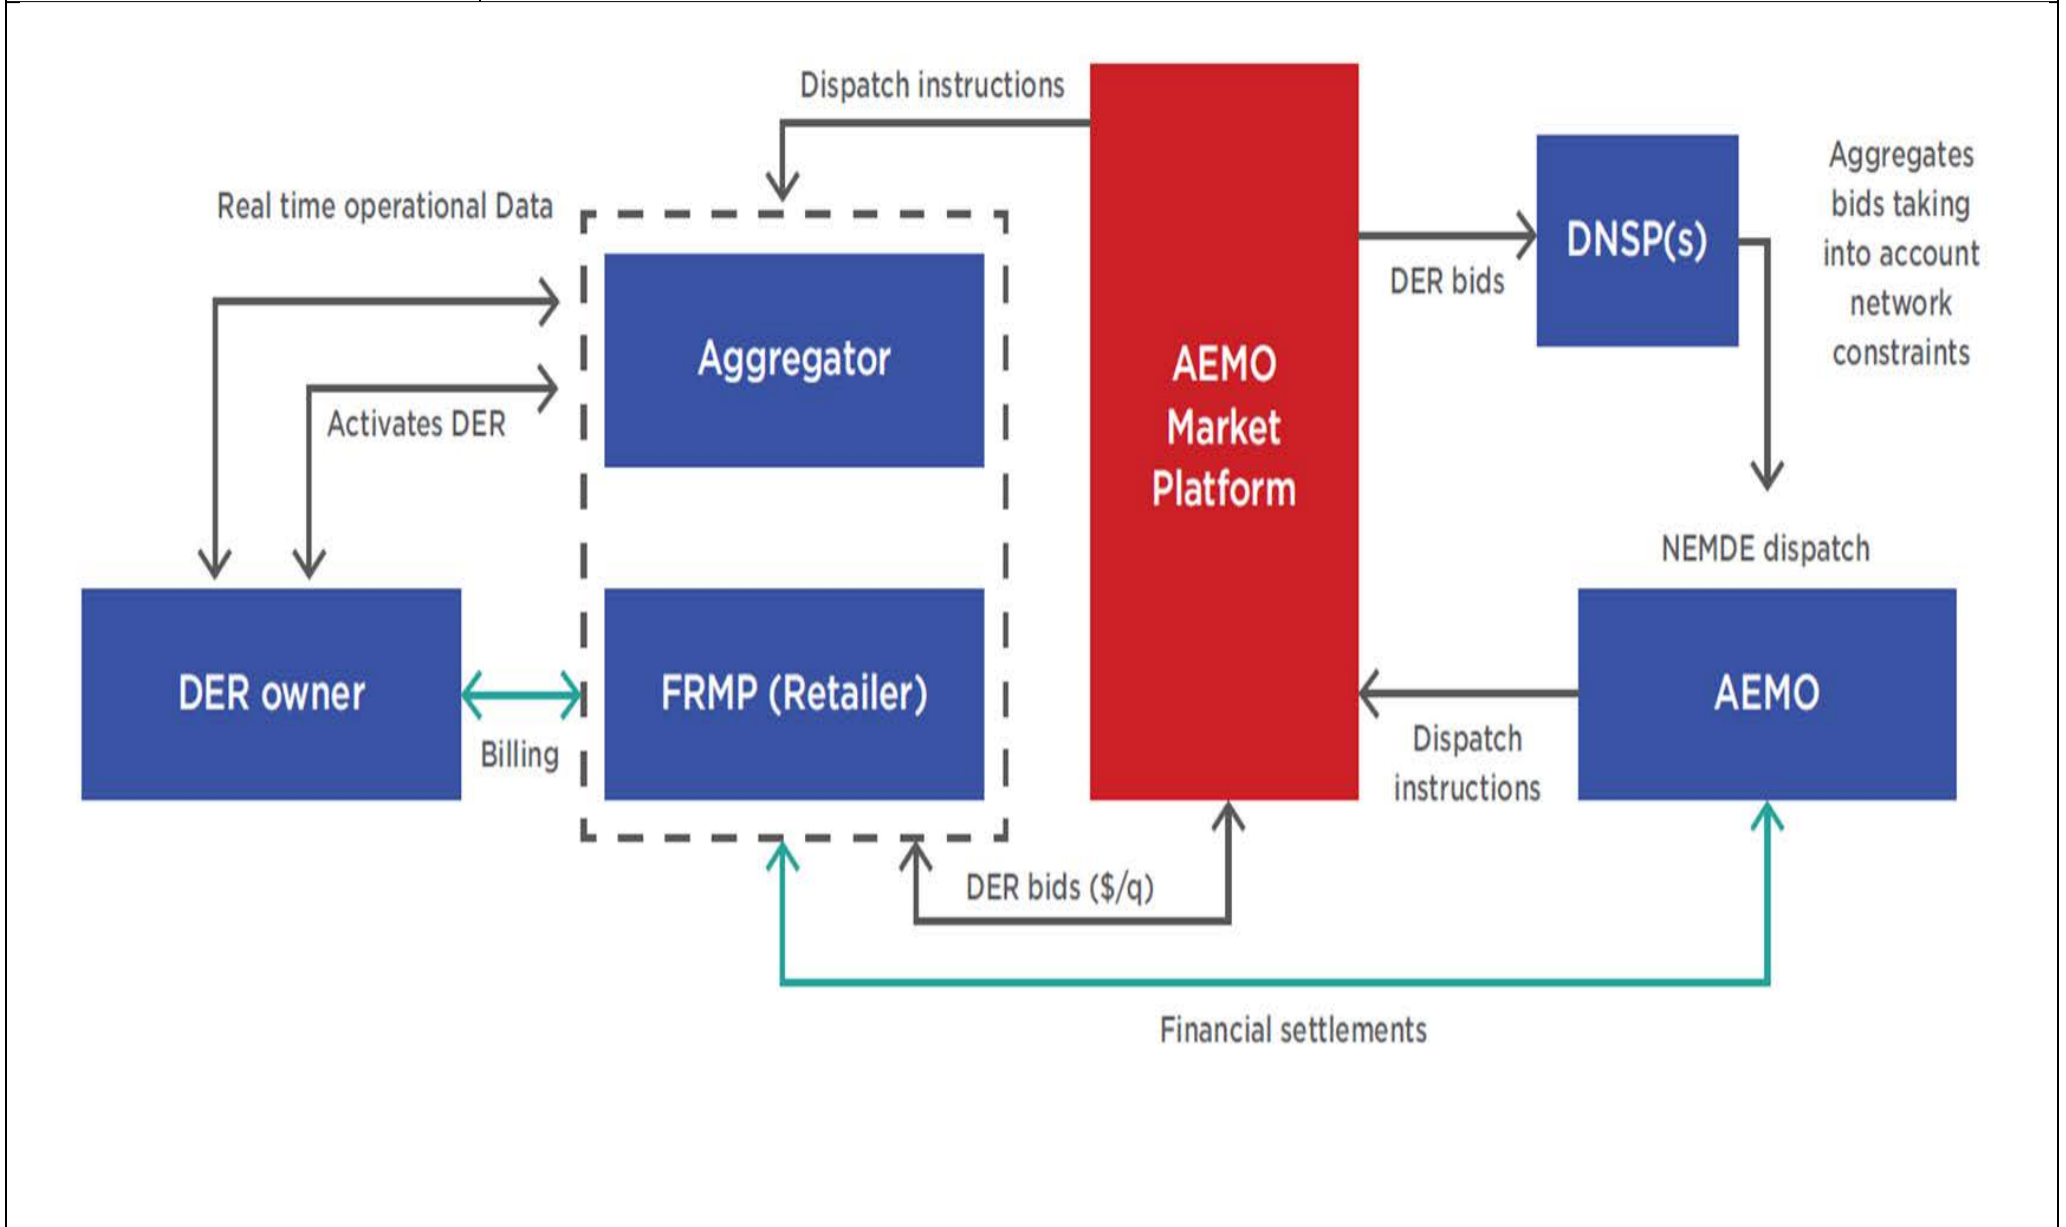 Dispatch instructions
Real time operational Data
Aggregator
Activates DER
DER owner
Billing
FRMP (Retailer)
AEMO
Market
Platform
DER bids
DNSP(s)
Aggregates
bids taking
into account
network
constraints
NEMDE dispatch
AEMO
Dispatch
instructions
DER bids ($/q)
Financial settlements